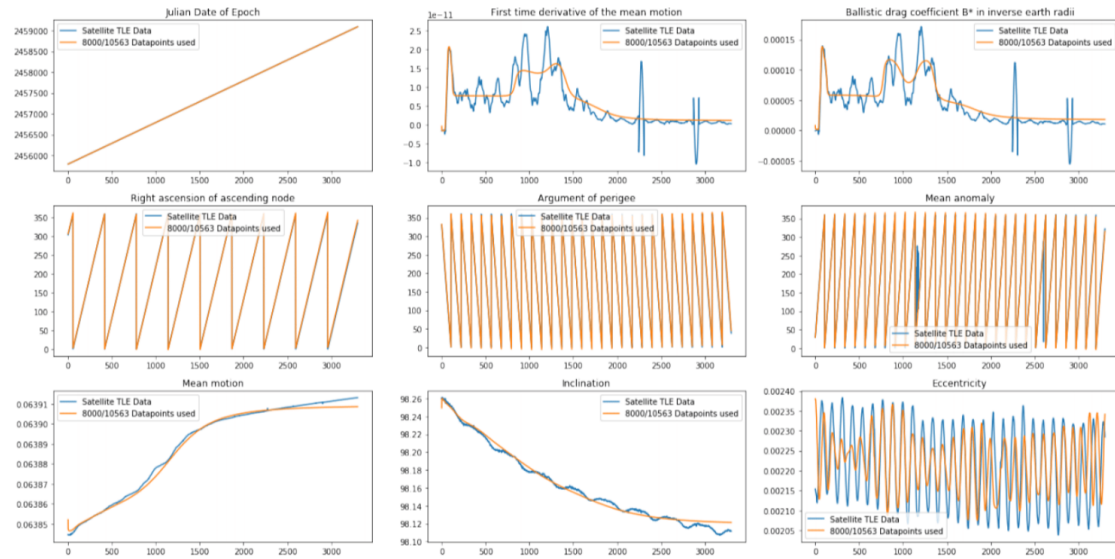 Julian Date of Epoch
Satellite TLE Data
8000/10563 Datapoints used
2459000
2458500
2458000
2457500
2457000
2456500
2456000
0 500 1000 1500 2000 2500 3000
First time derivative of the mean motion
1e-11
Satellite TLE Data
8000/10563 Datapoints used
2.5
2.0
1.5
1.0
0.5
0.0
−0.5
−1.0
0 500 1000 1500 2000 2500 3000
Ballistic drag coefficient B* in inverse earth radii
Satellite TLE Data
8000/10563 Datapoints used
0.00015
0.00010
0.00005
0.00000
−0.00005
0 500 1000 1500 2000 2500 3000
Right ascension of ascending node
Satellite TLE Data
8000/10563 Datapoints used
350
300
250
200
150
100
50
0
0 500 1000 1500 2000 2500 3000
Argument of perigee
Satellite TLE Data
8000/10563 Datapoints used
350
300
250
200
150
100
50
0
0 500 1000 1500 2000 2500 3000
Mean anomaly
350
300
250
200
150
100
50
0
Satellite TLE Data
8000/10563 Datapoints used
0 500 1000 1500 2000 2500 3000
Mean motion
Satellite TLE Data
8000/10563 Datapoints used
0.06391
0.06390
0.06389
0.06388
0.06387
0.06386
0.06385
0 500 1000 1500 2000 2500 3000
Inclination
Satellite TLE Data
8000/10563 Datapoints used
98.26
98.24
98.22
98.20
98.18
98.16
98.14
98.12
98.10
0 500 1000 1500 2000 2500 3000
Eccentricity
0.00240
0.00235
0.00230
0.00225
0.00220
0.00215
0.00210
0.00205
Satellite TLE Data
8000/10563 Datapoints used
0 500 1000 1500 2000 2500 3000